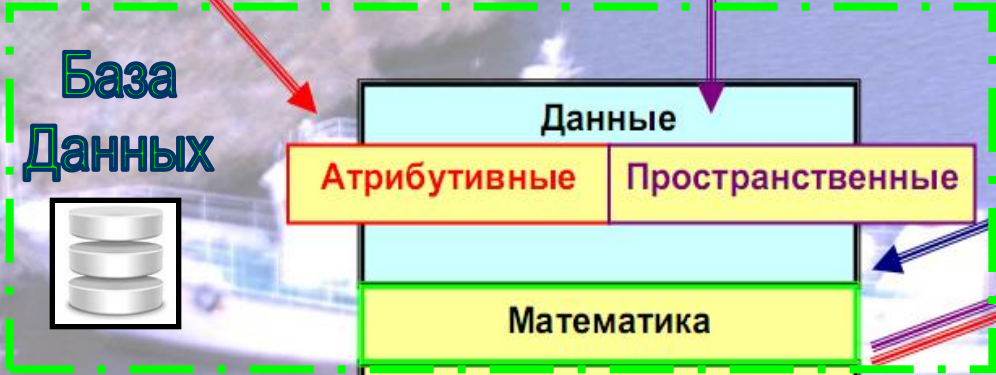 База
Данных
Данные
Атрибутивные Пространственные
Математика